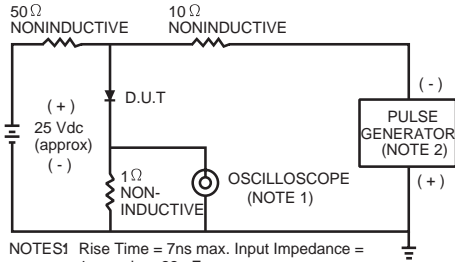 50Ω
NONINDUCTIVE
10Ω
NONINDUCTIVE
(+)
25 Vdc
(approx)
(-)
D.U.T
1Ω
NON-
INDUCTIVE
OSCILLOSCOPE
(NOTE 1)
(-)
PULSE
GENERATOR
(NOTE 2)
(+)
NOTES1 Rise Time = 7ns max. Input Impedance =